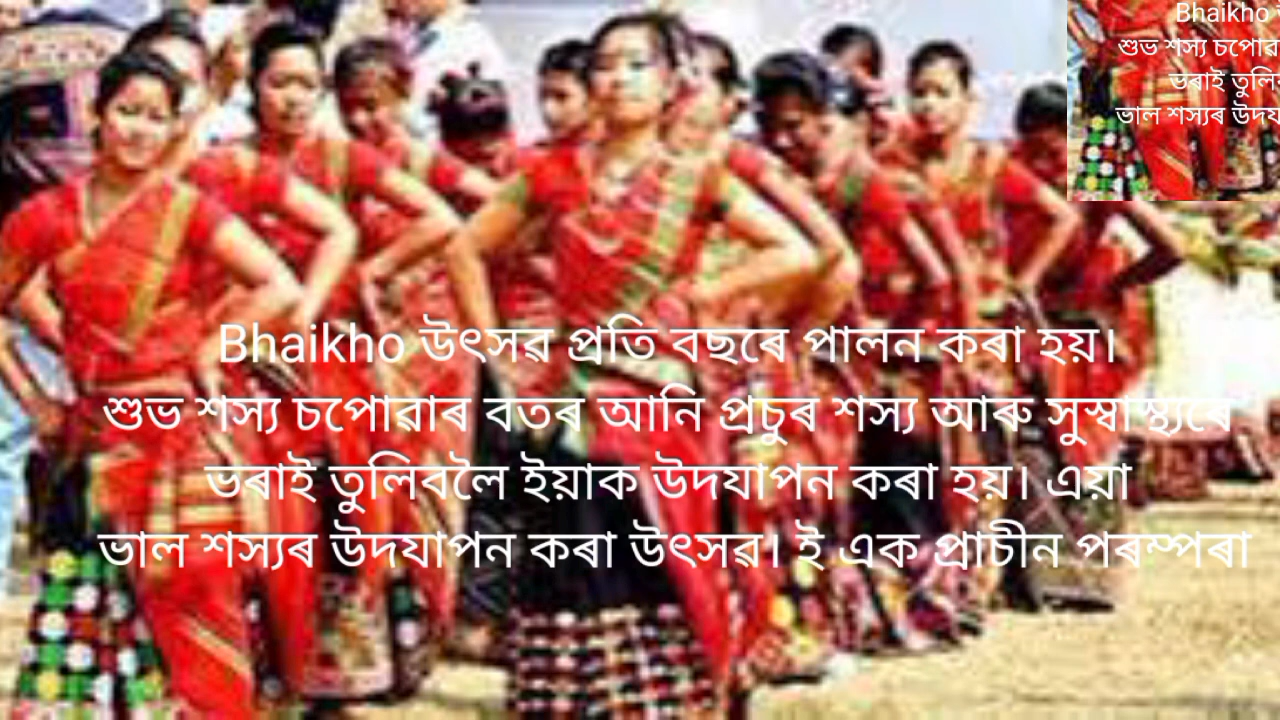 Bhaikho
শুভ শস্য চপোৱা
ভৰাই তুলি
ভাল শস্যৰ উদয
Bhaikho উৎসৱ প্ৰতি বছৰে পালন কৰা হয়।
শুভ শস্য চপোৱাৰ বতৰ আনি প্ৰচুৰ শস্য আৰু সুস্বাস্থ্যৰে
ভৰাই তুলিবলৈ ইয়াক উদযাপন কৰা হয়। এয়া
ভাল শস্যৰ উদযাপন কৰা উৎসৱ। ই এক প্ৰাচীন পৰম্পৰা